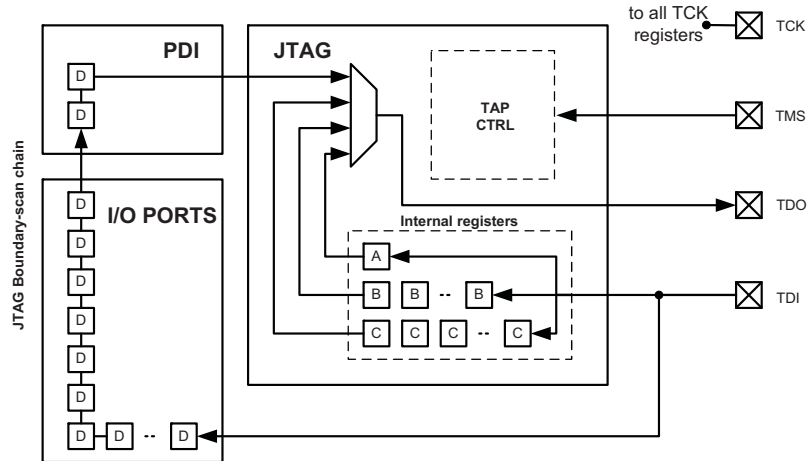 to all TCK
registers
TCK
PDI
JTAG
D
D
TAP
CTRL
TMS
JTAG Boundary-scan chain
I/O PORTS
D
D
D
D
D
D
D D -- D
TDO
Internal registers
A
B B -- B
C C C -- C
TDI